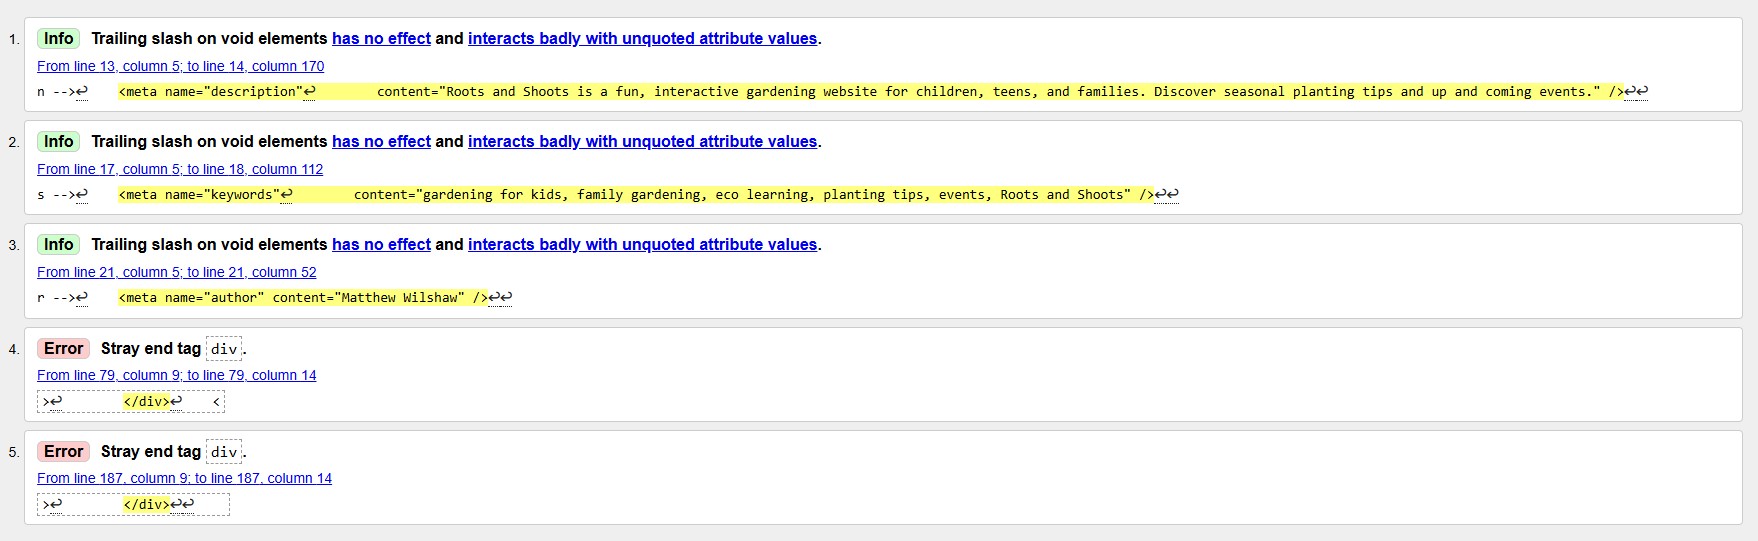 1. Info Trailing slash on void elements has no effect and interacts badly with unquoted attribute values.
From line 13, column 5; to line 14, column 170
n -->↩    <meta name="description"↩        content="Roots and Shoots is a fun, interactive gardening website for children, teens, and families. Discover seasonal planting tips and up and coming events." />↩↩
2. Info Trailing slash on void elements has no effect and interacts badly with unquoted attribute values.
From line 17, column 5; to line 18, column 112
s -->↩    <meta name="keywords"↩        content="gardening for kids, family gardening, eco learning, planting tips, events, Roots and Shoots" />↩↩
3. Info Trailing slash on void elements has no effect and interacts badly with unquoted attribute values.
From line 21, column 5; to line 21, column 52
r -->↩    <meta name="author" content="Matthew Wilshaw" />↩↩
4. Error Stray end tag div.
From line 79, column 9; to line 79, column 14
>↩        </div>↩    <
5. Error Stray end tag div.
From line 187, column 9; to line 187, column 14
>↩        </div>↩↩